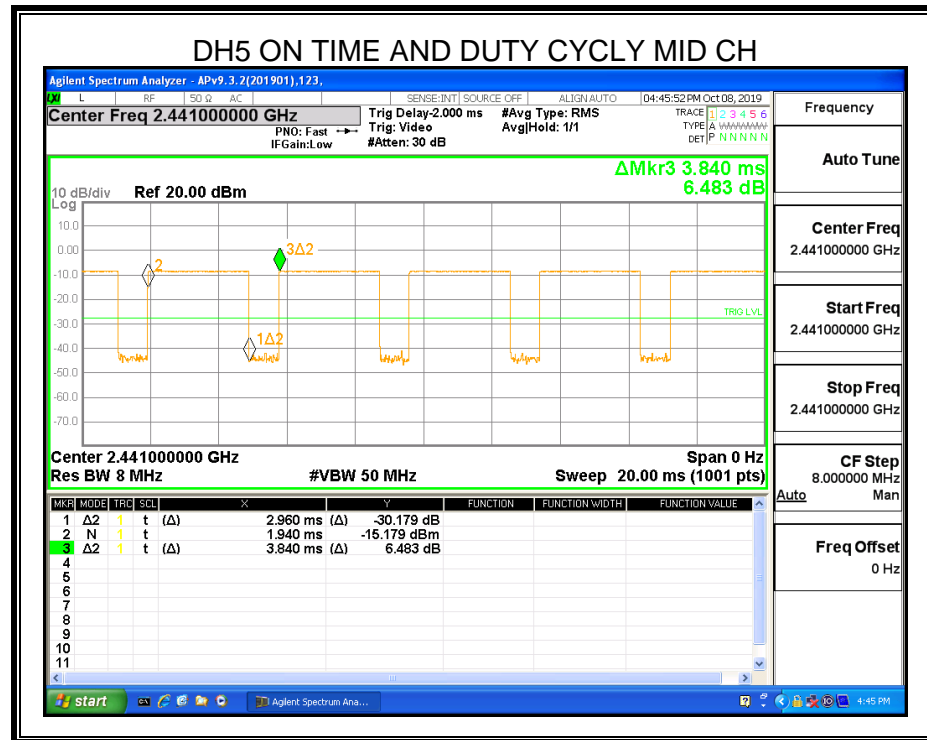 DH5 ON TIME AND DUTY CYCLY MID CH
Agilent Spectrum Analyzer - APv9.3.2(201901),123,
LXI L RF 50 Ω AC SENSE:INT SOURCE OFF ALIGN AUTO 04:45:52 PM Oct 08, 2019
Center Freq 2.441000000 GHz
PNO: Fast
IFGain:Low
Trig Delay-2.000 ms
Trig: Video
#Atten: 30 dB
#Avg Type: RMS
Avg|Hold: 1/1
TRACE 1 2 3 4 5 6
TYPE A WWWWW
DET P N N N N N
ΔMkr3 3.840 ms
6.483 dB
10 dB/div Ref 20.00 dBm
Log
10.0
0.00
-10.0
-20.0
-30.0
-40.0
-50.0
-60.0
-70.0
2
3Δ2
1Δ2
TRIG LVL
Center 2.441000000 GHz Span 0 Hz
Res BW 8 MHz #VBW 50 MHz Sweep 20.00 ms (1001 pts)
MKR MODE TRC SCL X Y FUNCTION FUNCTION WIDTH FUNCTION VALUE
1 Δ2 1 t (Δ) 2.960 ms (Δ) -30.179 dB
2 N 1 t 1.940 ms -15.179 dBm
3 Δ2 1 t (Δ) 3.840 ms (Δ) 6.483 dB
4
5
6
7
8
9
10
11
Frequency
Auto Tune
Center Freq
2.441000000 GHz
Start Freq
2.441000000 GHz
Stop Freq
2.441000000 GHz
CF Step
8.000000 MHz
Auto Man
Freq Offset
0 Hz
start Agilent Spectrum Ana... 4:45 PM